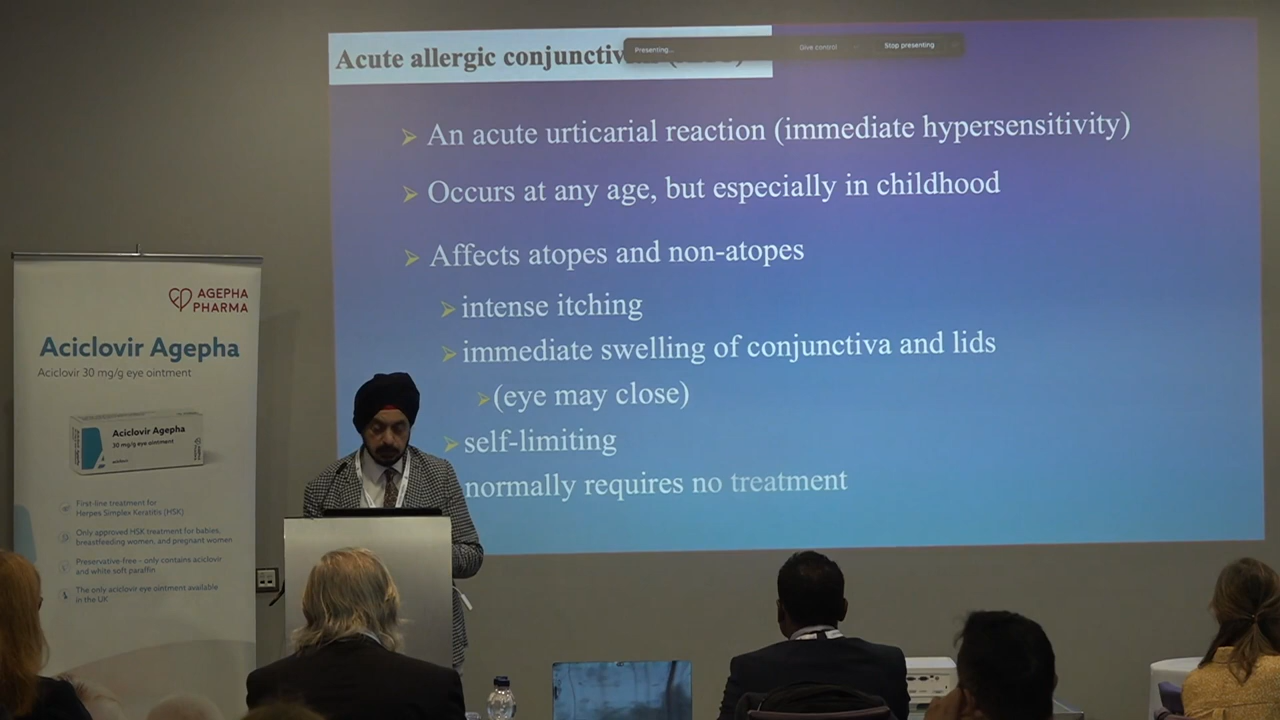 Acute allergic
Presenting...
Give control
Stop presenting
An acute urticarial reaction (immediate hypersensitivity)
Occurs at any age, but especially in childhood
Affects atopes and non-atopes
intense itching
immediate swelling of conjunctiva and lids
(eye may close)
self-limiting
normally requires no treatment
AGEPHA
PHARMA
Aciclovir Agepha
Aciclovir 30 mg/g eye ointment
Aciclovir Agepha
30 mg/g eye ointment
First-line treatment for
Herpes Simplex Keratitis (HSK)
Only approved HSK treatment for babies,
breastfeeding women, and pregnant women
Preservative-free - only contains aciclovir
and white soft paraffin
The only aciclovir eye ointment available
in the UK